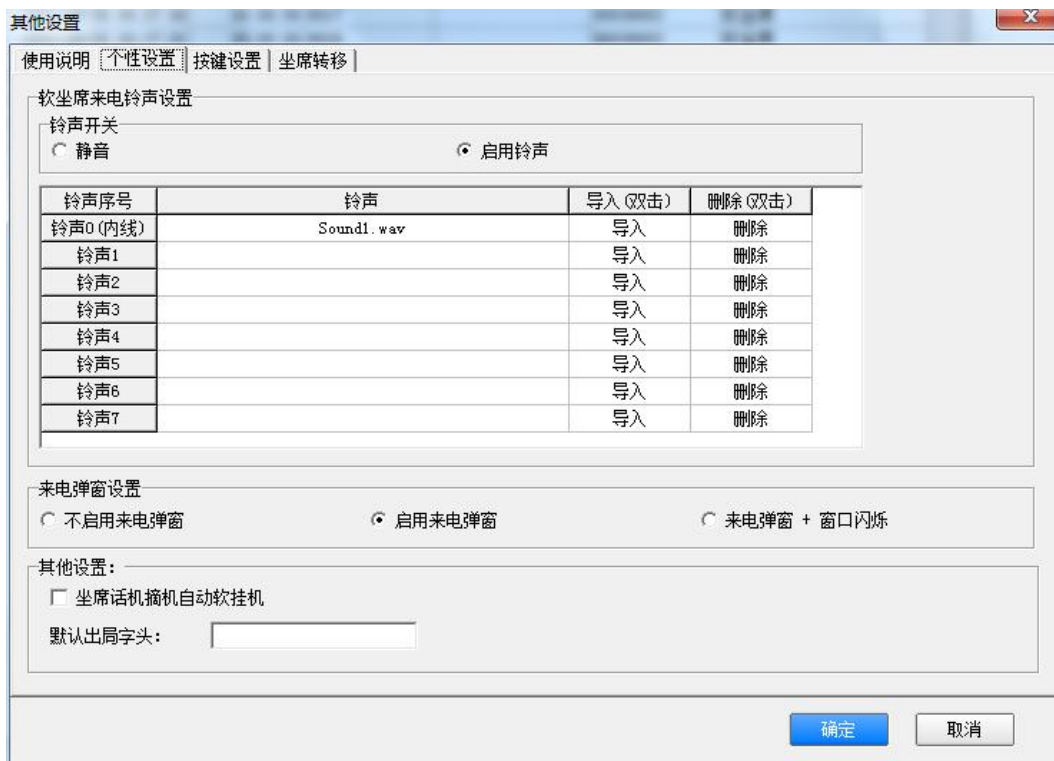 其他设置
使用说明 个性设置 按键设置 坐席转移
软坐席来电铃声设置
铃声开关
静音 启用铃声
铃声序号 铃声 导入(双击) 删除(双击)
铃声0(内线) Sound1.wav 导入 删除
铃声1 导入 删除
铃声2 导入 删除
铃声3 导入 删除
铃声4 导入 删除
铃声5 导入 删除
铃声6 导入 删除
铃声7 导入 删除
来电弹窗设置
不启用来电弹窗 启用来电弹窗 来电弹窗 + 窗口闪烁
其他设置:
坐席话机摘机自动软挂机
默认出局字头:
确定 取消